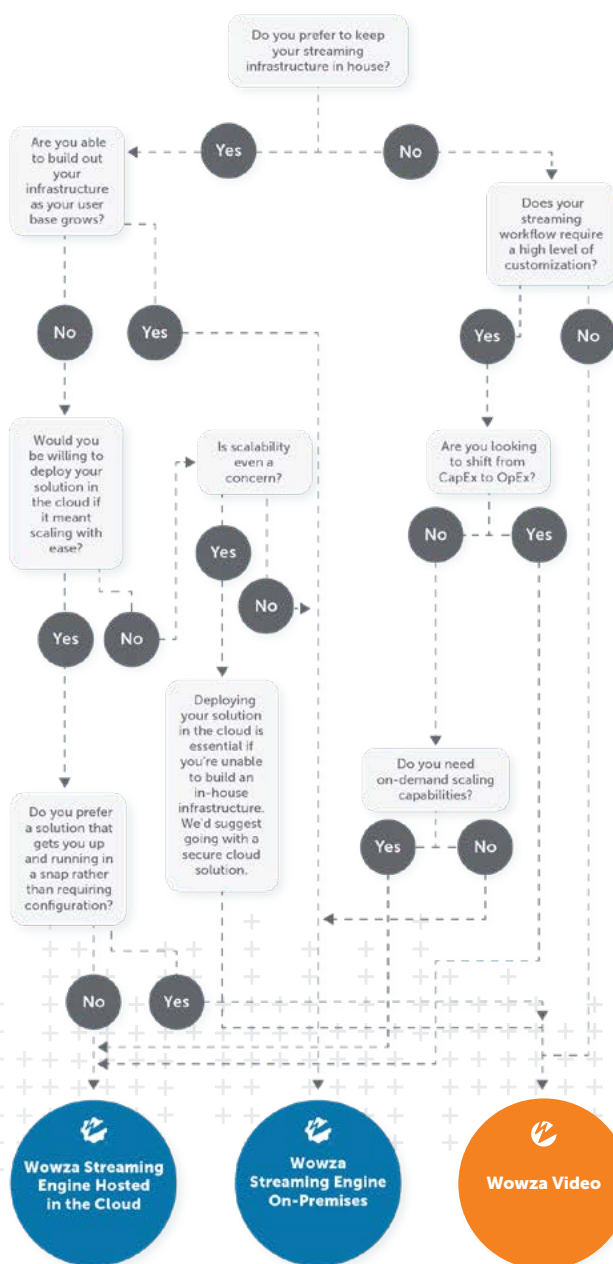 Do you prefer to keep
your streaming
infrastructure in house?
Yes
No
Are you able
to build out
your
infrastructure
as your user
base grows?
Does your
streaming
workflow require
a high level of
customization?
No
Yes
Yes
No
Would you
be willing to
deploy your
solution in
the cloud if
it meant
scaling with
ease?
Is scalability
even a
concern?
Are you looking
to shift from
CapEx to OpEx?
Yes
No
No
Yes
Yes
No
Deploying
your solution
in the cloud is
essential if
you're unable
to build an
in-house
infrastructure.
We'd suggest
going with a
secure cloud
solution.
Do you need
on-demand scaling
capabilities?
Do you prefer
a solution that
gets you up
and running in
a snap rather
than requiring
configuration?
Yes
No
No
Yes
Wowza Streaming
Engine Hosted
in the Cloud
Wowza
Streaming Engine
On-Premises
Wowza Video